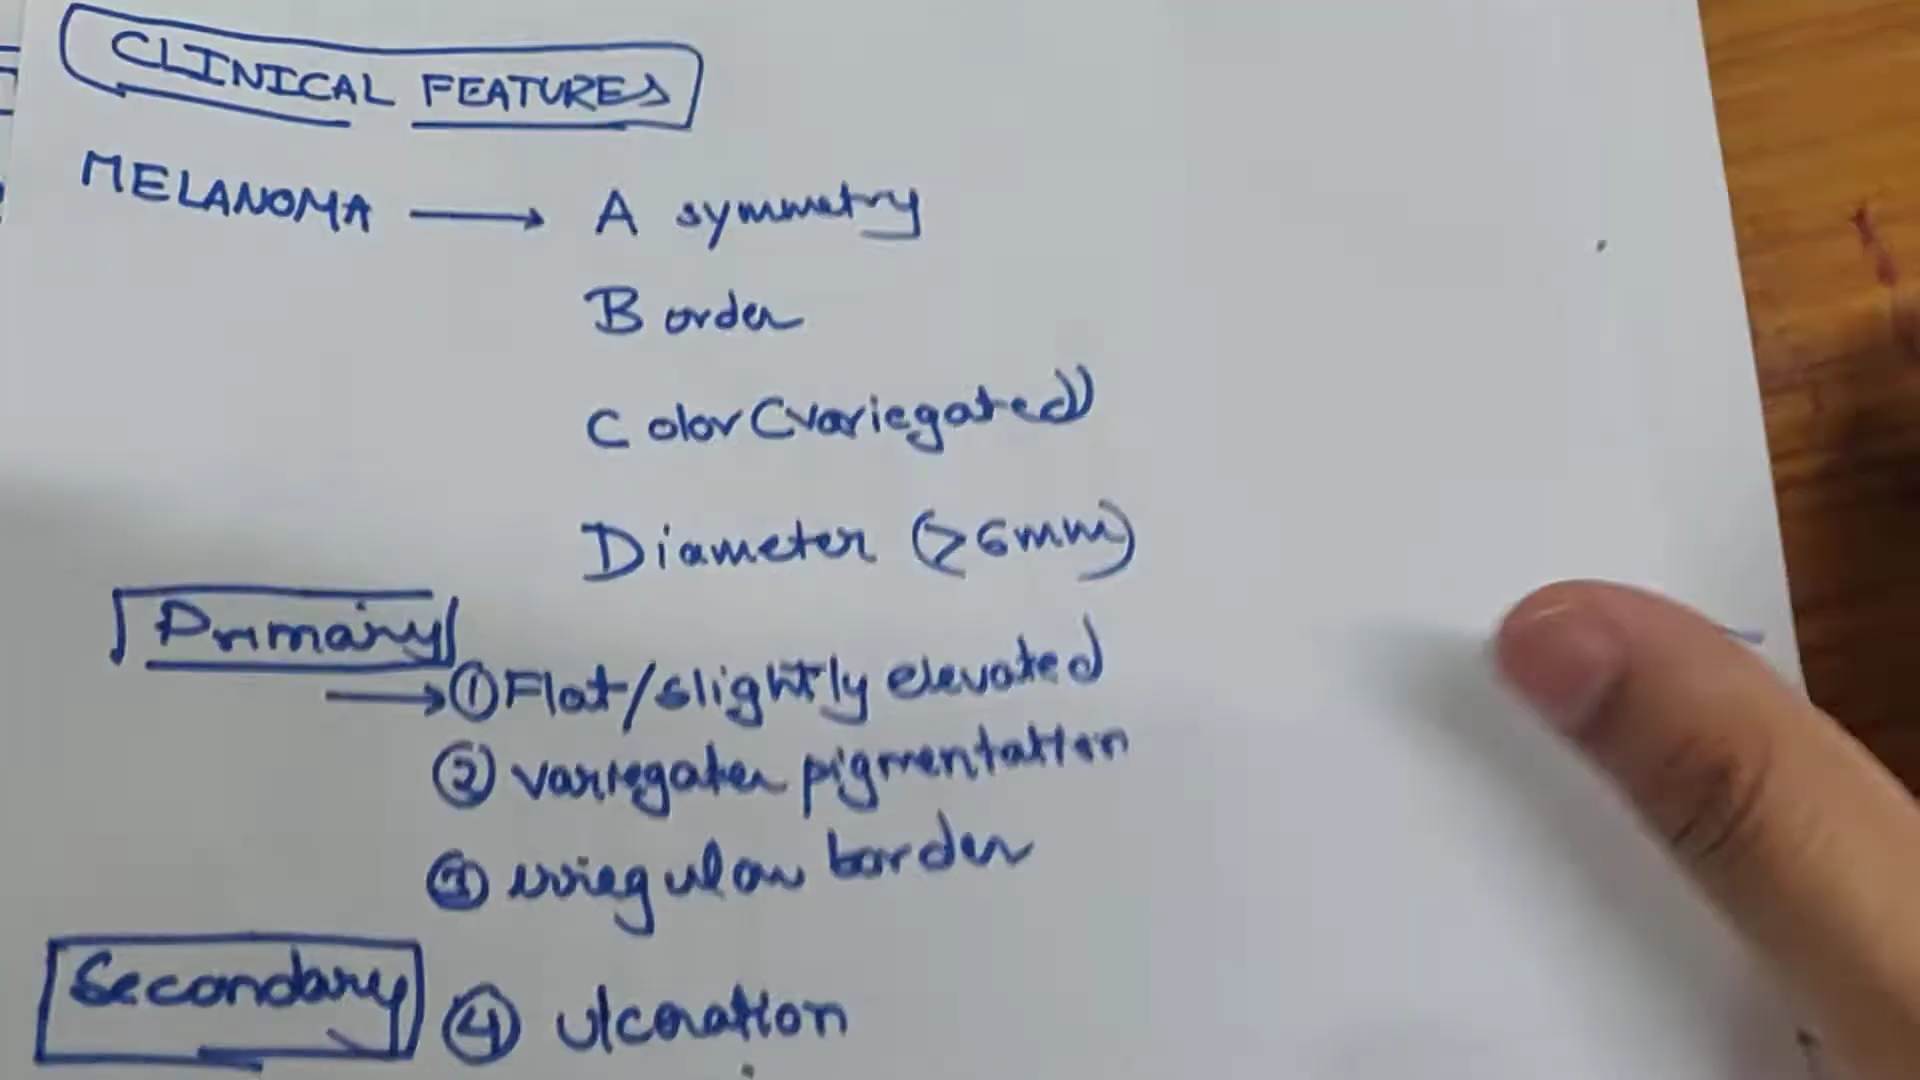 CLINICAL FEATURES
MELANOMA → A symmetry
B order
C olor (variegated)
Diameter (>6mm)
Primary
→ ① Flat/slightly elevated
② variegated pigmentation
③ irregular border
Secondary ④ ulceration